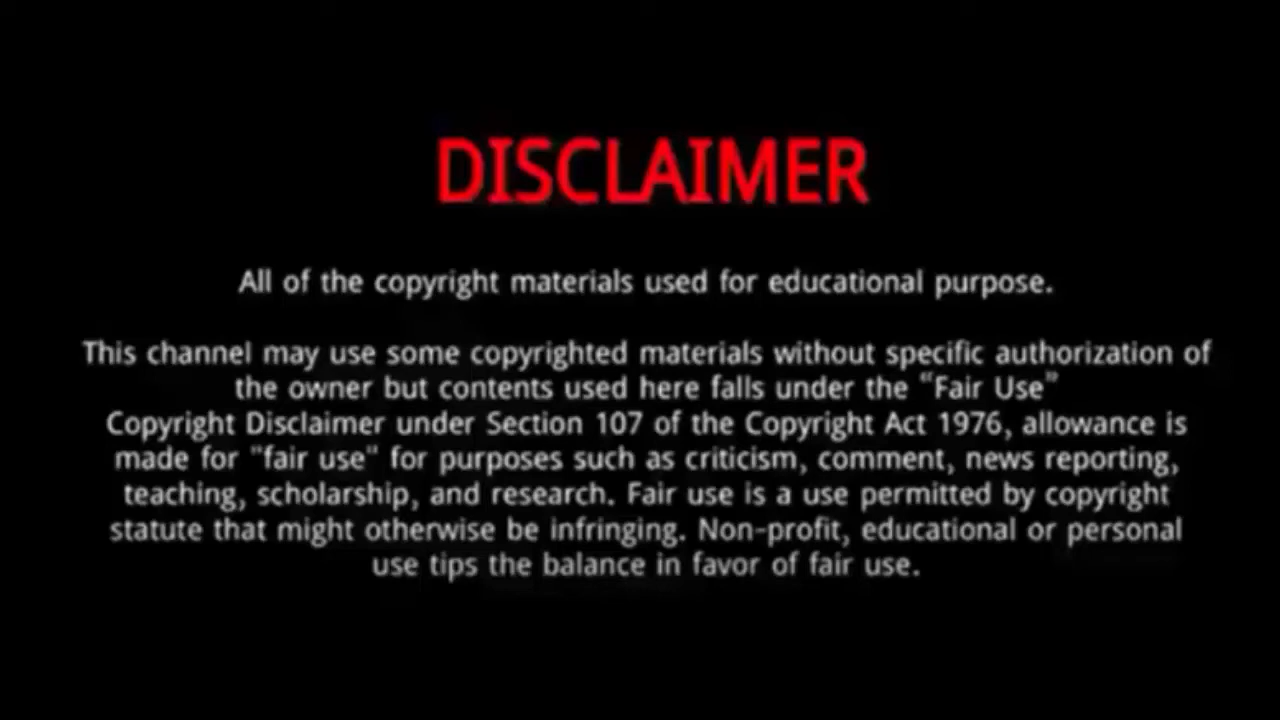 DISCLAIMER
All of the copyright materials used for educational purpose.
This channel may use some copyrighted materials without specific authorization of
the owner but contents used here falls under the “Fair Use”
Copyright Disclaimer under Section 107 of the Copyright Act 1976, allowance is
made for "fair use" for purposes such as criticism, comment, news reporting,
teaching, scholarship, and research. Fair use is a use permitted by copyright
statute that might otherwise be infringing. Non-profit, educational or personal
use tips the balance in favor of fair use.